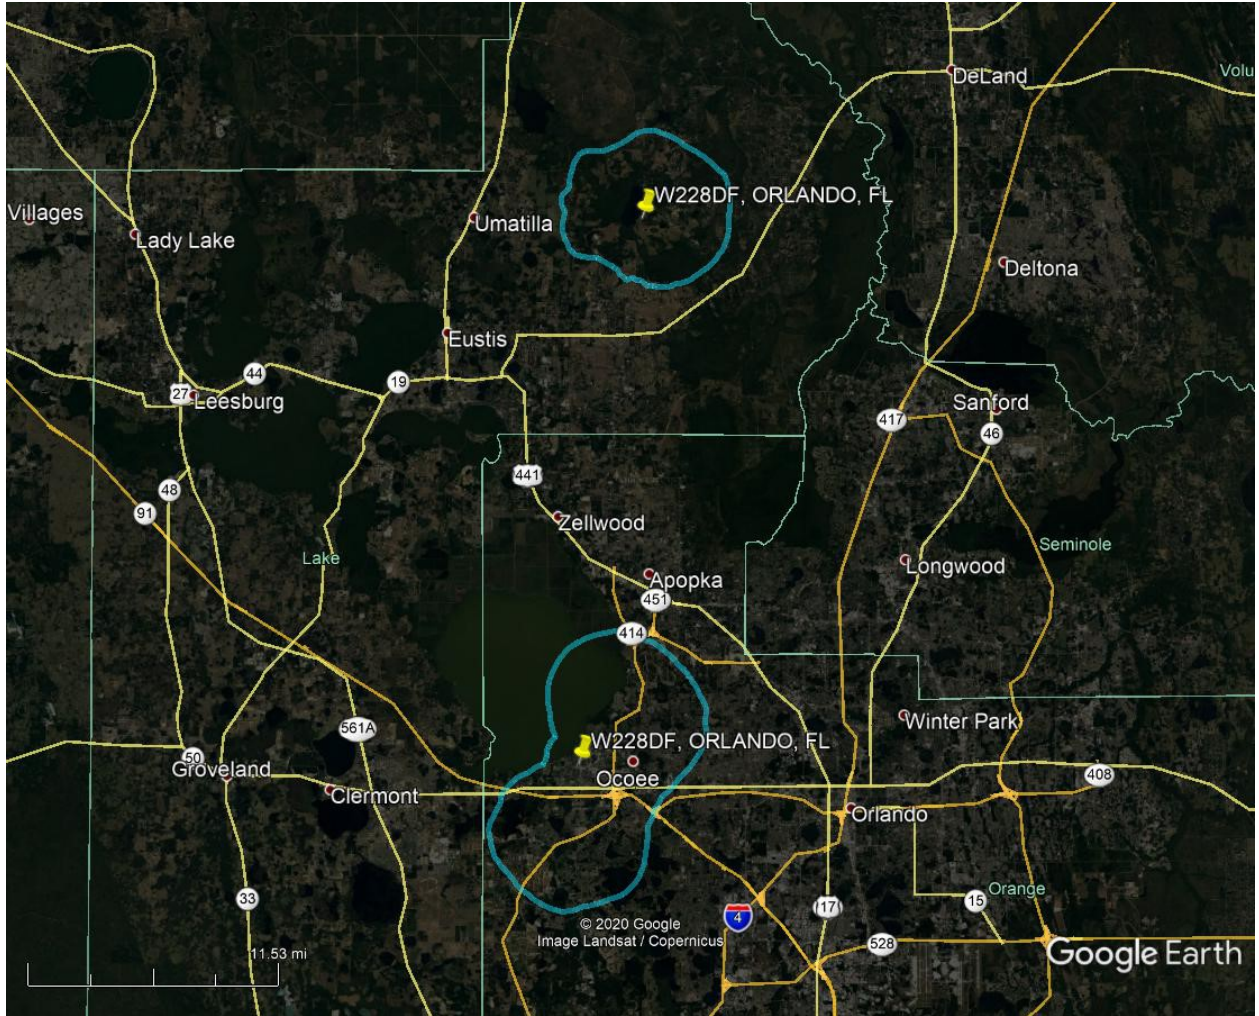 DeLand
Volu
W228DF, ORLANDO, FL
Villages
Umatilla
Lady Lake
Deltona
Eustis
44
19
27
Leesburg
Sanford
417
46
441
48
91
Zellwood
Lake
Seminole
Longwood
Apopka
451
414
Winter Park
561A
W228DF, ORLANDO, FL
50
Groveland
Ocoee
408
Clermont
Orlando
Orange
33
15
17
4
© 2020 Google
Image Landsat / Copernicus
528
11.53 mi
Google Earth